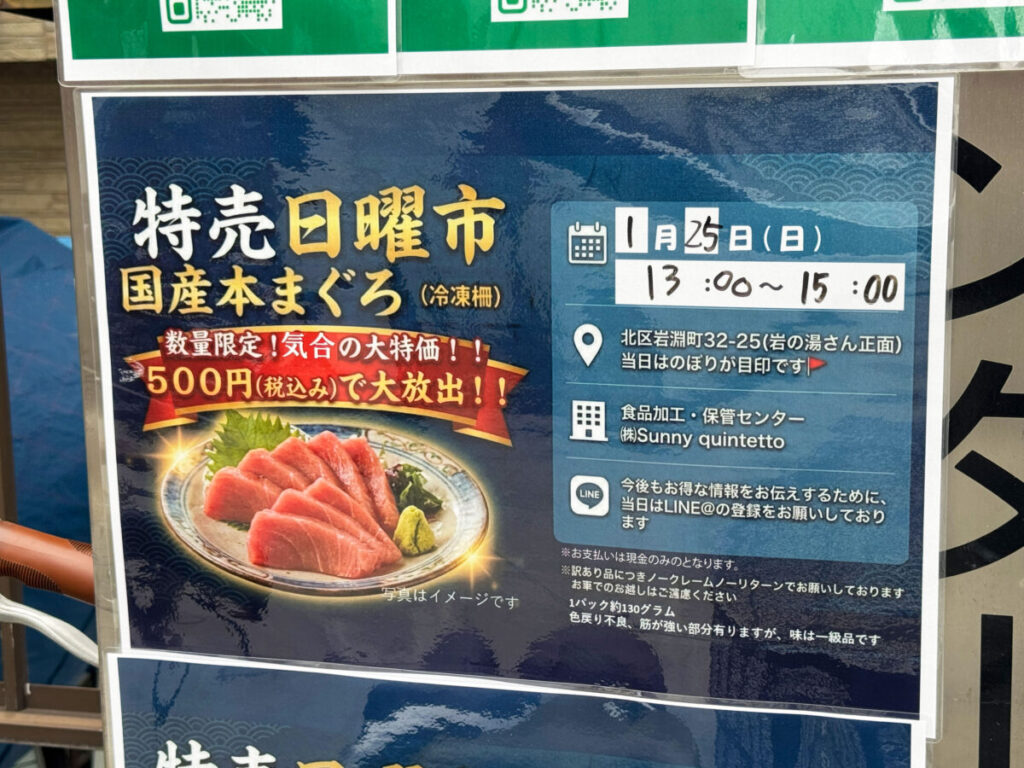 特売日曜市
国産本まぐろ(冷凍柵)
数量限定!気合の大特価!!
500円(税込み)で大放出!!
写真はイメージです
1月25日(日)
13:00〜15:00
北区岩淵町32-25(岩の湯さん正面)
当日はのぼりが目印です
食品加工・保管センター
㈱Sunny quintetto
LINE
今後もお得な情報をお伝えするために、
当日はLINE@の登録をお願いしており
ます
※お支払いは現金のみのとなります。
※訳あり品につきノークレームノーリターンでお願いしております
お車でのお越しはご遠慮ください
1パック約130グラム
色戻り不良、筋が強い部分有りますが、味は一級品です